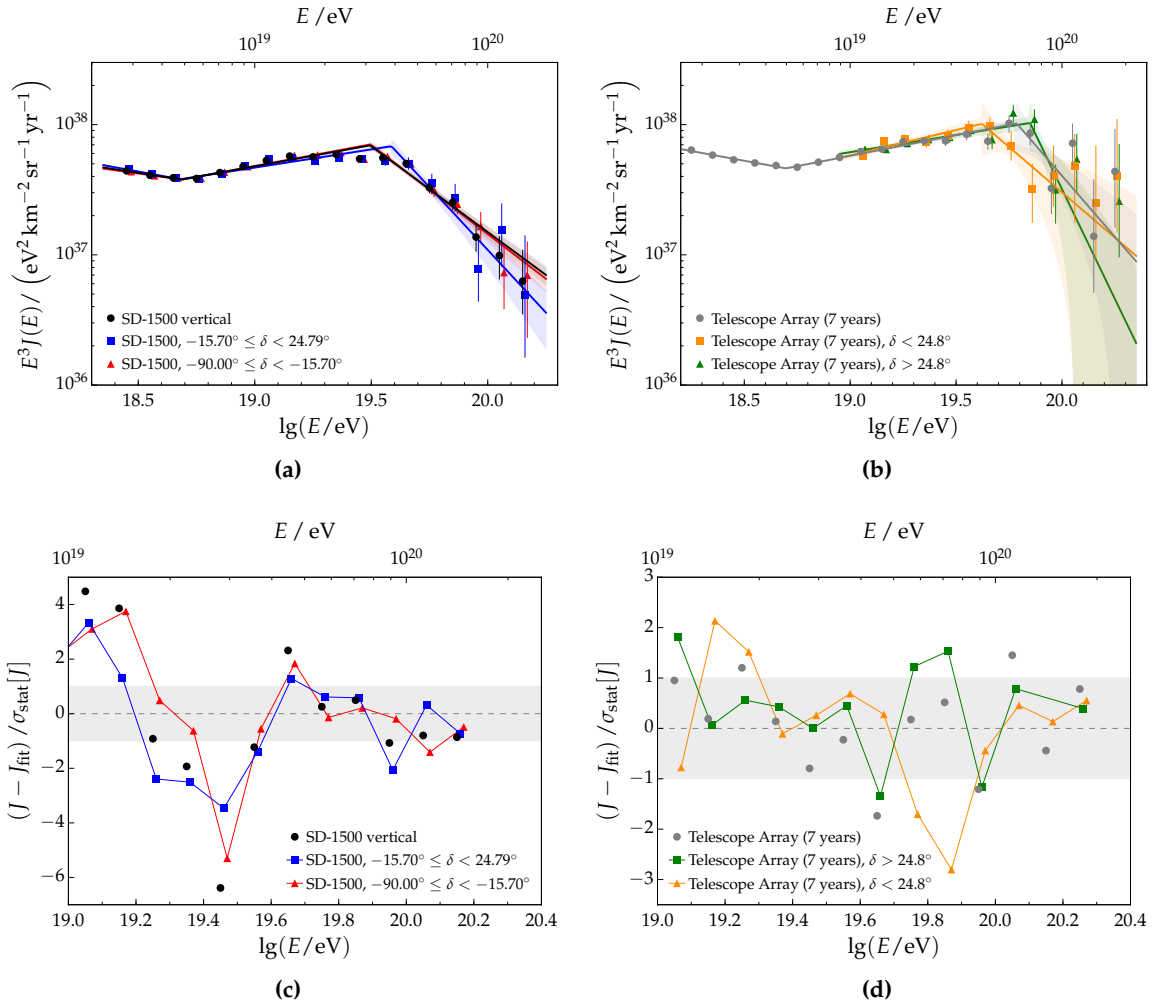 E /eV
10^19 10^20
E^3 J(E) / (eV^2 km^−2 sr^−1 yr^−1)
10^38
10^37
10^36
SD-1500 vertical
SD-1500, −15.70° ≤ δ < 24.79°
SD-1500, −90.00° ≤ δ < −15.70°
18.5 19.0 19.5 20.0
lg(E/eV)
(a)
E /eV
10^19 10^20
E^3 J(E) / (eV^2 km^−2 sr^−1 yr^−1)
10^38
10^37
10^36
Telescope Array (7 years)
Telescope Array (7 years), δ < 24.8°
Telescope Array (7 years), δ > 24.8°
18.5 19.0 19.5 20.0
lg(E/eV)
(b)
E / eV
10^19 10^20
(J − J_fit) / σ_stat[J]
4
2
0
−2
−4
−6
SD-1500 vertical
SD-1500, −15.70° ≤ δ < 24.79°
SD-1500, −90.00° ≤ δ < −15.70°
19.0 19.2 19.4 19.6 19.8 20.0 20.2 20.4
lg(E/eV)
(c)
E / eV
10^19 10^20
(J − J_fit) / σ_stat[J]
3
2
1
0
−1
−2
−3
Telescope Array (7 years)
Telescope Array (7 years), δ > 24.8°
Telescope Array (7 years), δ < 24.8°
19.0 19.2 19.4 19.6 19.8 20.0 20.2 20.4
lg(E/eV)
(d)